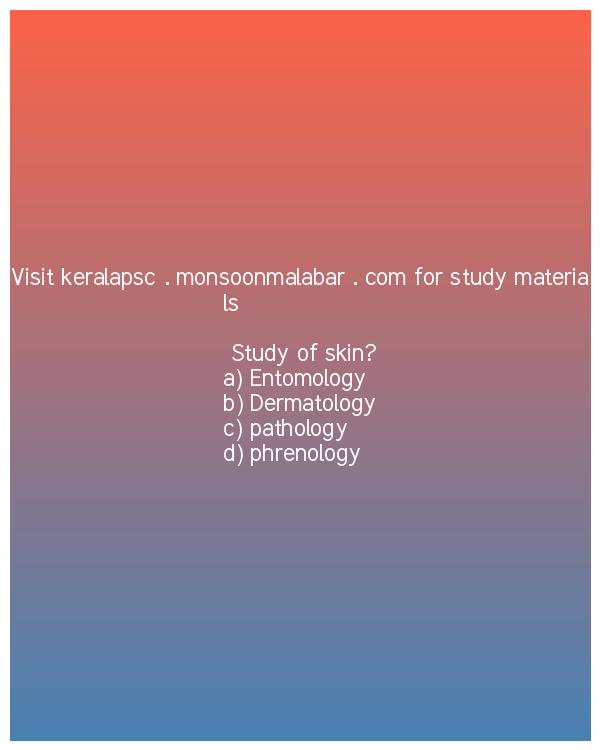 Visit keralapsc . monsoonmalabar . com for study materia
ls
Study of skin?
a) Entomology
b) Dermatology
c) pathology
d) phrenology